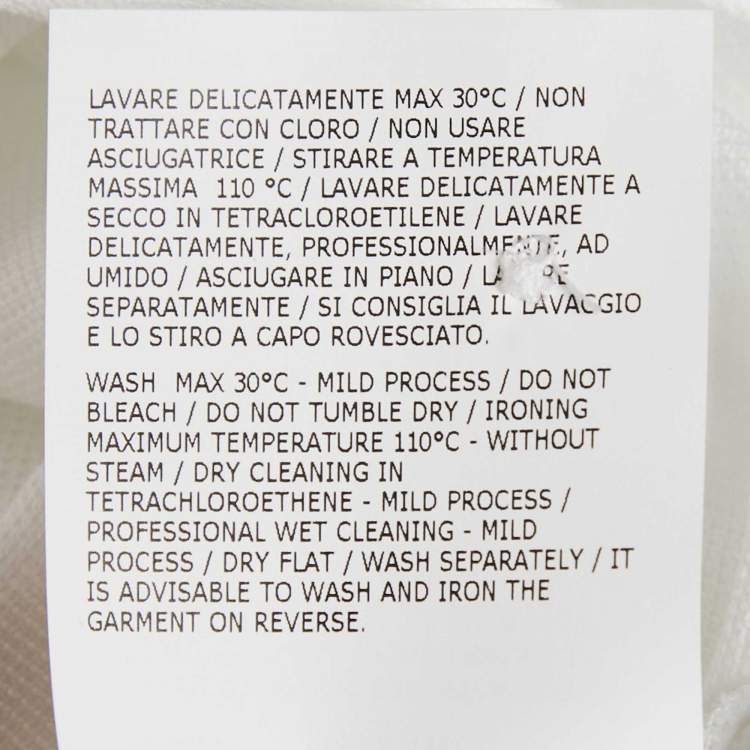 LAVARE DELICATAMENTE MAX 30°C / NON
TRATTARE CON CLORO / NON USARE
ASCIUGATRICE / STIRARE A TEMPERATURA
MASSIMA 110 °C / LAVARE DELICATAMENTE A
SECCO IN TETRACLOROETILENE / LAVARE
DELICATAMENTE, PROFESSIONALMENTE, AD
UMIDO / ASCIUGARE IN PIANO / LAVARE
SEPARATAMENTE / SI CONSIGLIA IL LAVAGGIO
E LO STIRO A CAPO ROVESCIATO.
WASH MAX 30°C - MILD PROCESS / DO NOT
BLEACH / DO NOT TUMBLE DRY / IRONING
MAXIMUM TEMPERATURE 110°C - WITHOUT
STEAM / DRY CLEANING IN
TETRACHLOROETHENE - MILD PROCESS /
PROFESSIONAL WET CLEANING - MILD
PROCESS / DRY FLAT / WASH SEPARATELY / IT
IS ADVISABLE TO WASH AND IRON THE
GARMENT ON REVERSE.